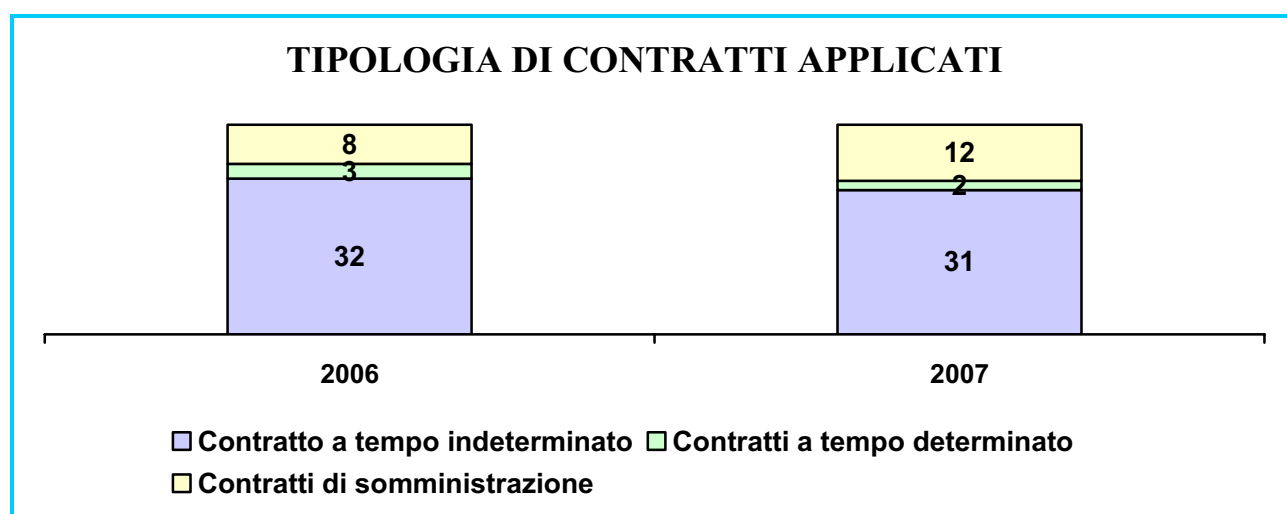 TIPOLOGIA DI CONTRATTI APPLICATI
8
12
3
2
32
31
2006
2007
Contratto a tempo indeterminato Contratti a tempo determinato
Contratti di somministrazione